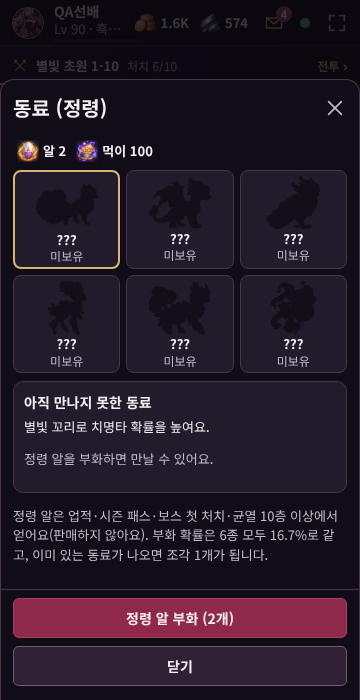 QA선배
Lv 90 · 흑…
1.6K
574
4
별빛 초원 1-10 처치 6/10
전투 ›
동료 (정령)
알 2 먹이 100
??? ??? ???
미보유 미보유 미보유
??? ??? ???
미보유 미보유 미보유
아직 만나지 못한 동료
별빛 꼬리로 치명타 확률을 높여요.
정령 알을 부화하면 만날 수 있어요.
정령 알은 업적·시즌 패스·보스 첫 처치·균열 10층 이상에서
얻어요(판매하지 않아요). 부화 확률은 6종 모두 16.7%로 같
고, 이미 있는 동료가 나오면 조각 1개가 됩니다.
정령 알 부화 (2개)
닫기